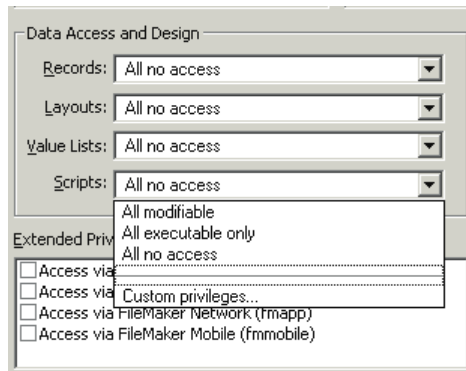 Data Access and Design
Records: All no access
Layouts: All no access
Value Lists: All no access
Scripts: All no access
All modifiable
All executable only
All no access
Custom privileges...
Extended Priv
Access via
Access via
Access via FileMaker Network (fmapp)
Access via FileMaker Mobile (fmmobile)